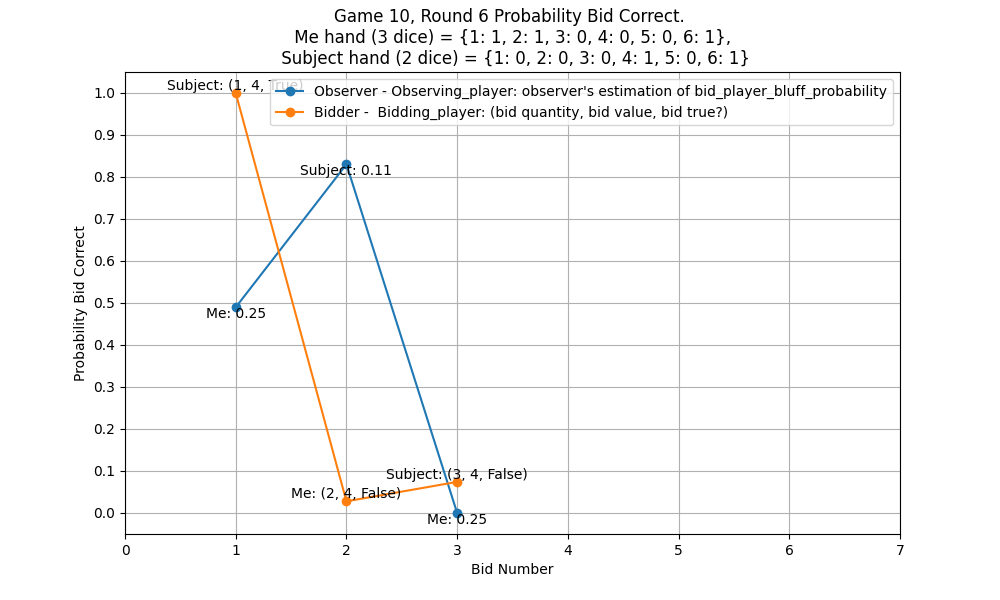 Game 10, Round 6 Probability Bid Correct.
Me hand (3 dice) = {1: 1, 2: 1, 3: 0, 4: 0, 5: 0, 6: 1},
Subject hand (2 dice) = {1: 0, 2: 0, 3: 0, 4: 1, 5: 0, 6: 1}
Subject: (1, 4, True)
Observer - Observing_player: observer's estimation of bid_player_bluff_probability
Bidder -  Bidding_player: (bid quantity, bid value, bid true?)
1.0
0.9
0.8
0.7
0.6
0.5
0.4
0.3
0.2
0.1
0.0
Probability Bid Correct
Subject: 0.11
Me: 0.25
Subject: (3, 4, False)
Me: (2, 4, False)
Me: 0.25
0 1 2 3 4 5 6 7
Bid Number